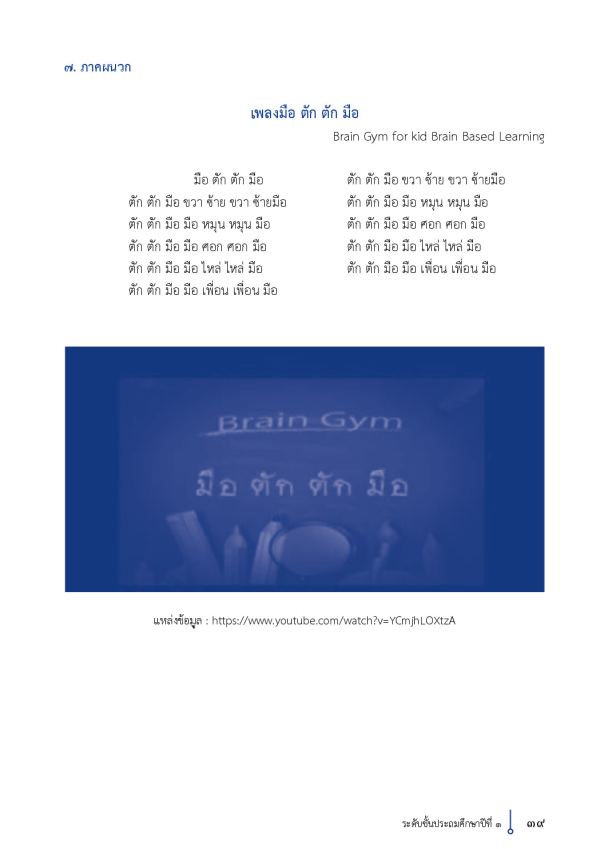 ๗. ภาคผนวก
เพลงมือ ตัก ตัก มือ
Brain Gym for kid Brain Based Learning
มือ ตัก ตัก มือ
ตัก ตัก มือ ขวา ซ้าย ขวา ซ้ายมือ
ตัก ตัก มือ มือ หมุน หมุน มือ
ตัก ตัก มือ มือ ศอก ศอก มือ
ตัก ตัก มือ มือ ไหล่ ไหล่ มือ
ตัก ตัก มือ มือ เพื่อน เพื่อน มือ
ตัก ตัก มือ ขวา ซ้าย ขวา ซ้ายมือ
ตัก ตัก มือ มือ หมุน หมุน มือ
ตัก ตัก มือ มือ ศอก ศอก มือ
ตัก ตัก มือ มือ ไหล่ ไหล่ มือ
ตัก ตัก มือ มือ เพื่อน เพื่อน มือ
Brain Gym
มือ ตัก ตัก มือ
แหล่งข้อมูล : https://www.youtube.com/watch?v=YCmjhLOXtzA
ระดับชั้นประถมศึกษาปีที่ ๑ ๓๙